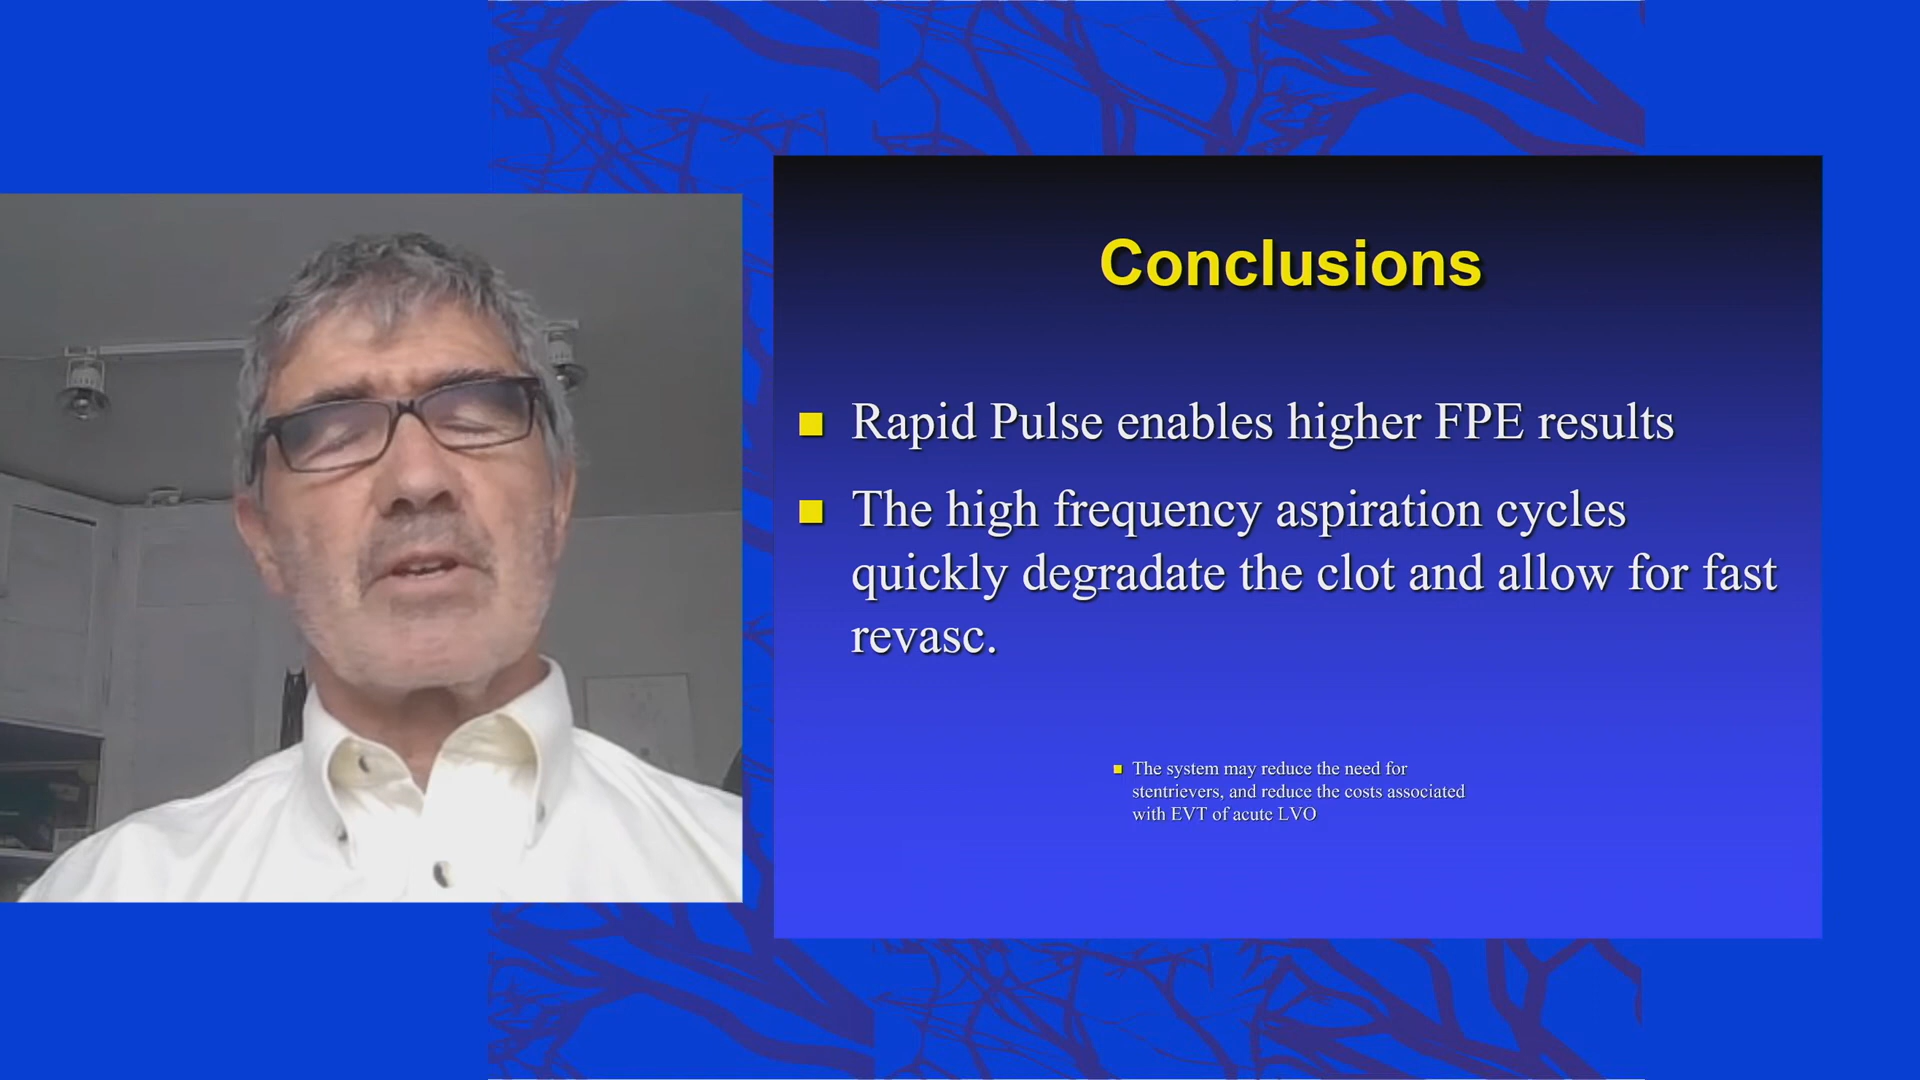 Conclusions
Rapid Pulse enables higher FPE results
The high frequency aspiration cycles
quickly degradate the clot and allow for fast
revasc.
The system may reduce the need for
stentrievers, and reduce the costs associated
with EVT of acute LVO